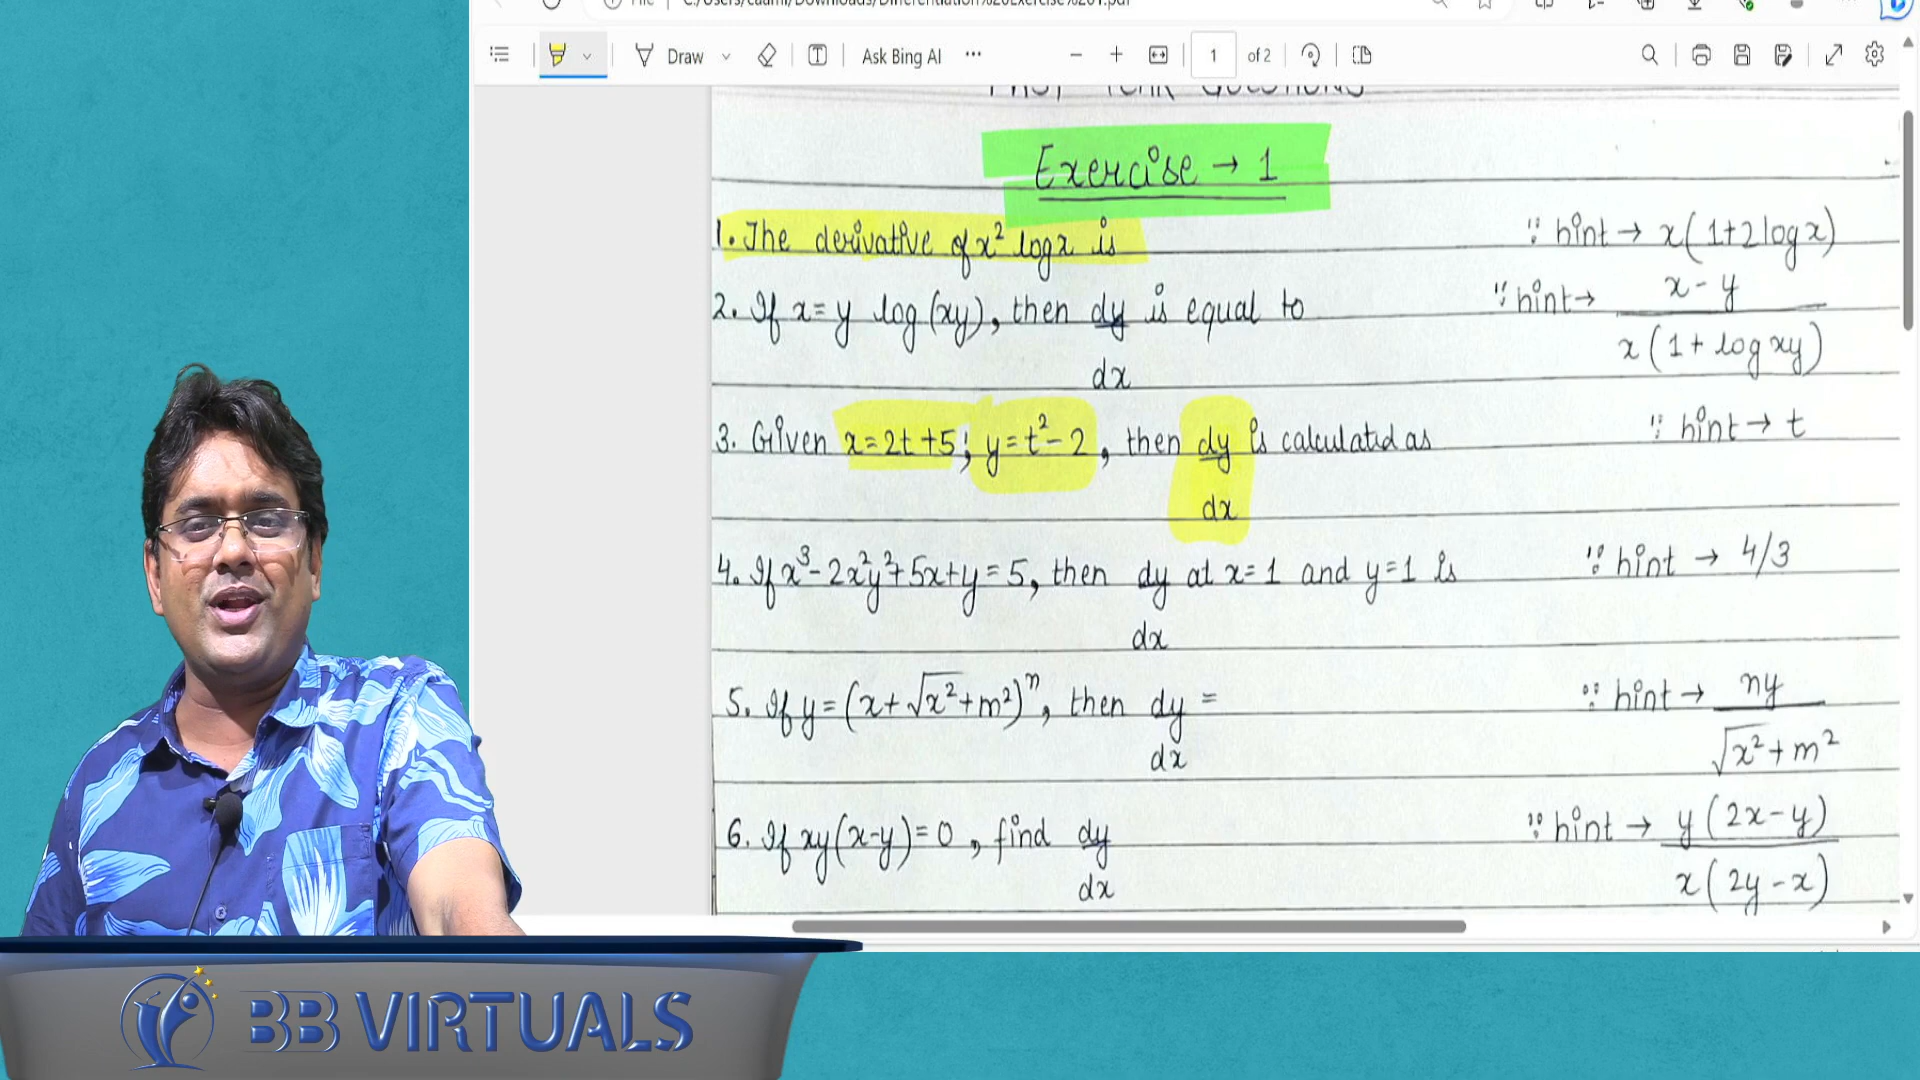 Draw
Ask Bing AI
1
of 2
Exercise → 1
1. The derivative of x² log x is ∵ hint → x(1+2log x)
2. If x = y log (xy), then dy is equal to ∵ hint → x - y
dx x(1 + log xy)
3. Given x=2t+5; y=t²-2, then dy is calculated as ∵ hint → t
dx
4. If x³-2x²y²+5x+y=5, then dy at x=1 and y=1 is ∵ hint → 4/3
dx
5. If y=(x+√x²+m²)ⁿ, then dy = ∵ hint → ny
dx √x²+m²
6. If xy(x-y)=0, find dy ∵ hint → y(2x-y)
dx x(2y-x)
BB VIRTUALS